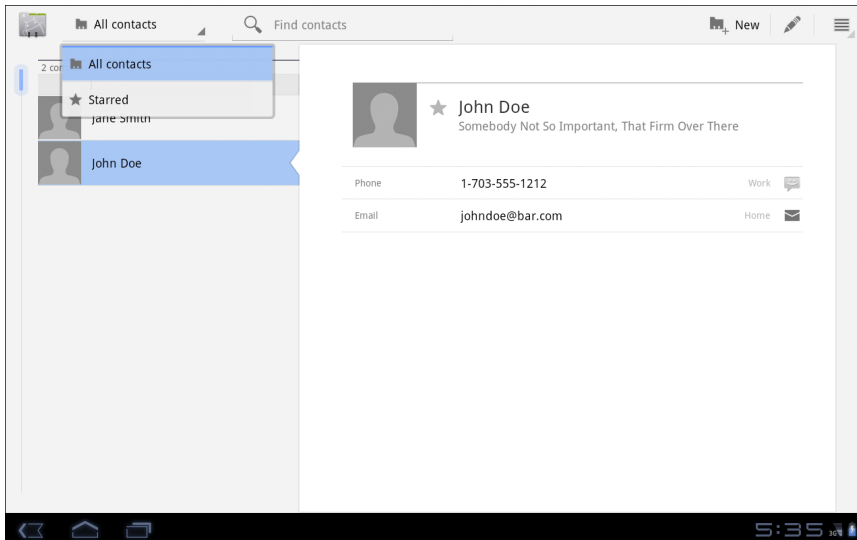 All contacts
Find contacts
New
All contacts
Starred
2 con
Jane Smith
John Doe
John Doe
Somebody Not So Important, That Firm Over There
Phone 1-703-555-1212 Work
Email johndoe@bar.com Home
5:35 3G